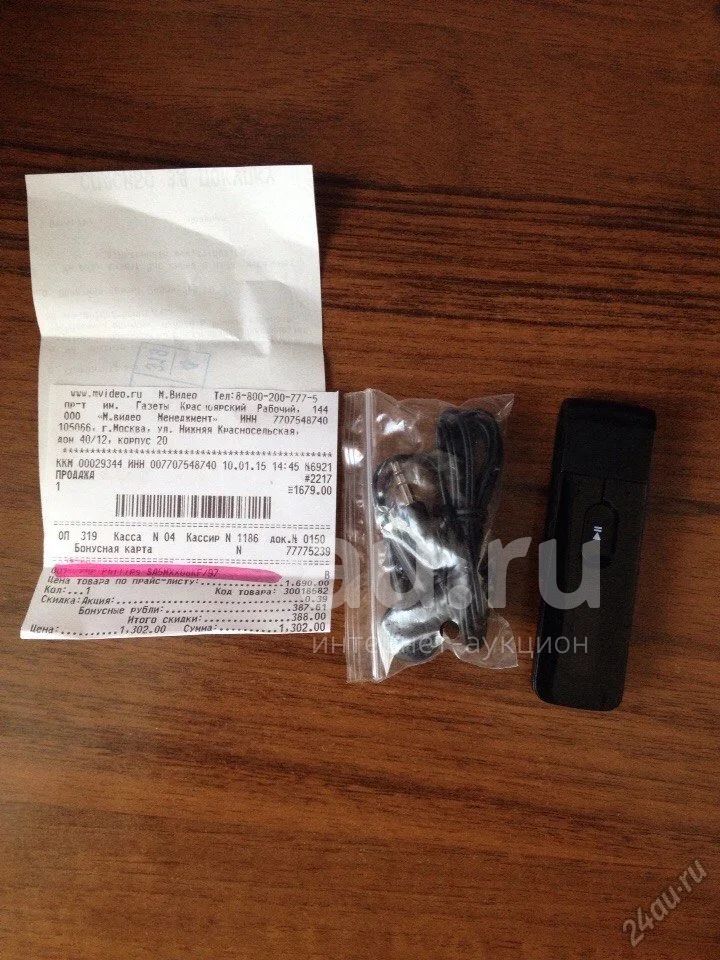 www.mvideo.ru М.Видео Тел:8-800-200-777-5
пр-т им. Газеты Красноярский Рабочий, 144
ООО «М.видео Менеджмент» ИНН 7707548740
105066, г.Москва, ул. Нижняя Красносельская,
дом 40/12, корпус 20
ККМ 00029344 ИНН 007707548740 10.01.15 14:45 №6921
ПРОДАЖА #2217
1 ≡1679.00
ОП 319 Касса N 04 Кассир N 1186 док.N 0150
Бонусная карта N 77775239
Philips
Цена товара по прайс-листу: 1,690.00
Кол.: 1 Код товара: 30018682
Скидка:Акция: 0.39
Бонусные рубли: 387.61
Итого скидки: 388.00
Цена: 1,302.00 Сумма: 1,302.00
au.ru
интернет-аукцион
24au.ru